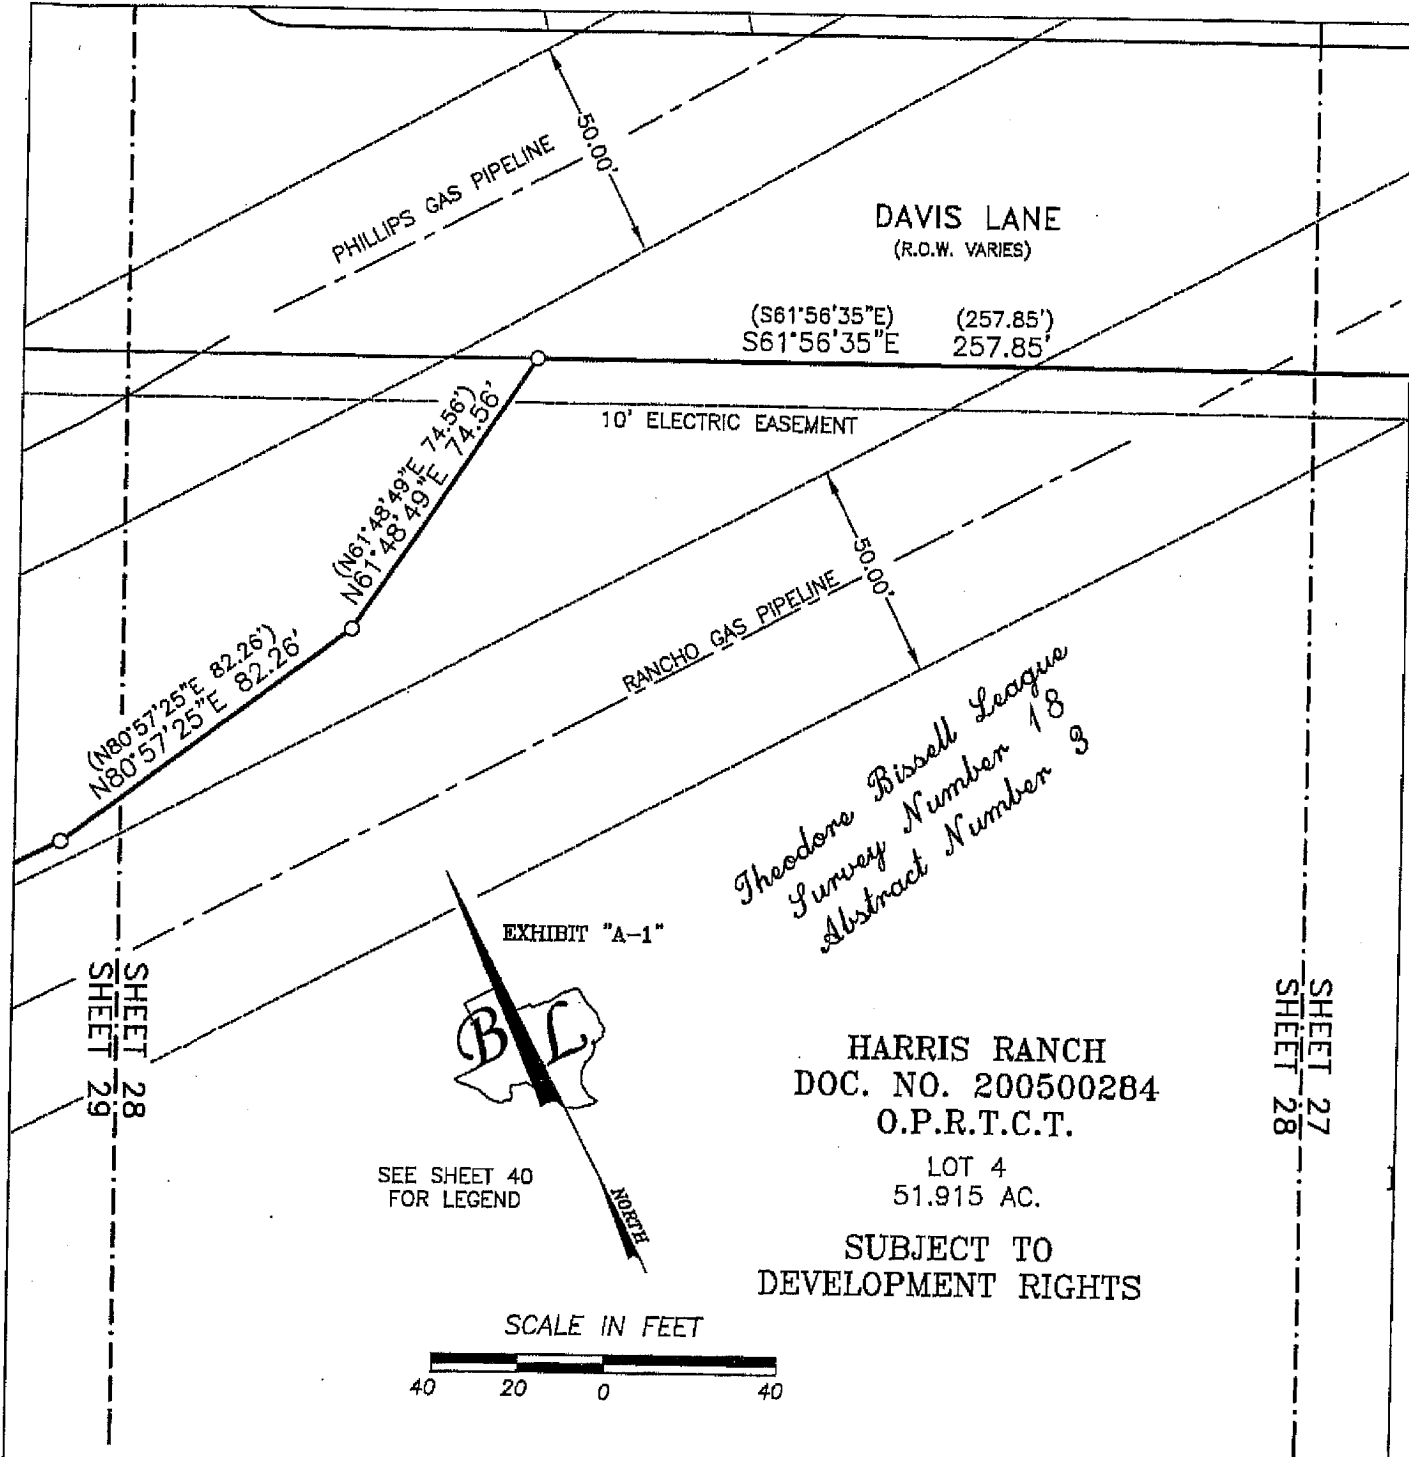 PHILLIPS GAS PIPELINE
50.00'
DAVIS LANE
(R.O.W. VARIES)
(S61°56'35"E) (257.85')
S61°56'35"E 257.85'
10' ELECTRIC EASEMENT
(N61°48'49"E 74.56')
N61°48'49"E 74.56'
(N80°57'25"E 82.26')
N80°57'25"E 82.26'
RANCHO GAS PIPELINE
50.00'
Theodore Bissell League
Survey Number 18
Abstract Number 3
EXHIBIT "A-1"
B L
NORTH
SHEET 28
SHEET 29
SHEET 27
SHEET 28
HARRIS RANCH
DOC. NO. 200500284
O.P.R.T.C.T.
LOT 4
51.915 AC.
SUBJECT TO
DEVELOPMENT RIGHTS
SEE SHEET 40
FOR LEGEND
SCALE IN FEET
40 20 0 40